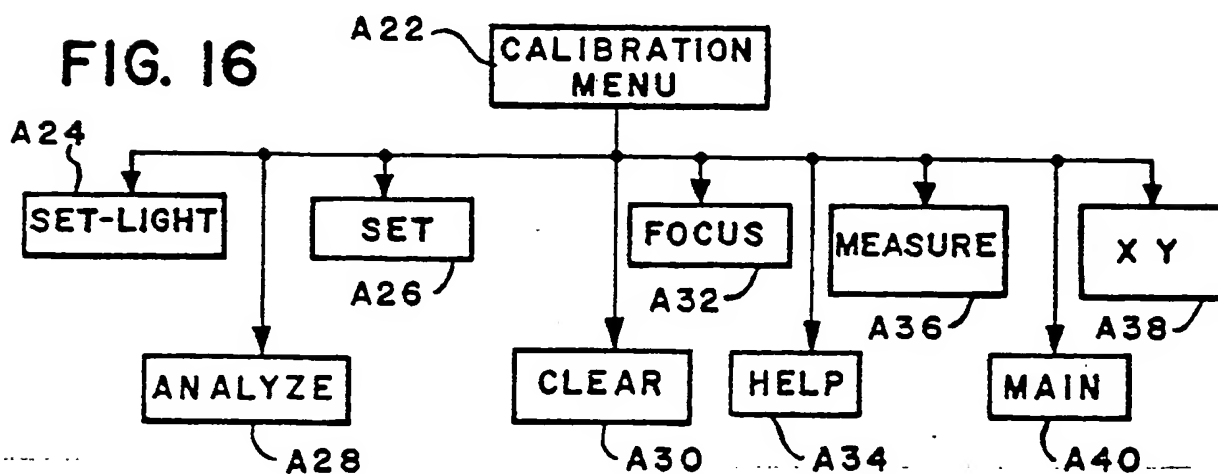 FIG. 16
A22
CALIBRATION
MENU
A24
SET-LIGHT
SET
A26
FOCUS
A32
MEASURE
A36
X Y
A38
ANALYZE
A28
CLEAR
A30
HELP
A34
MAIN
A40